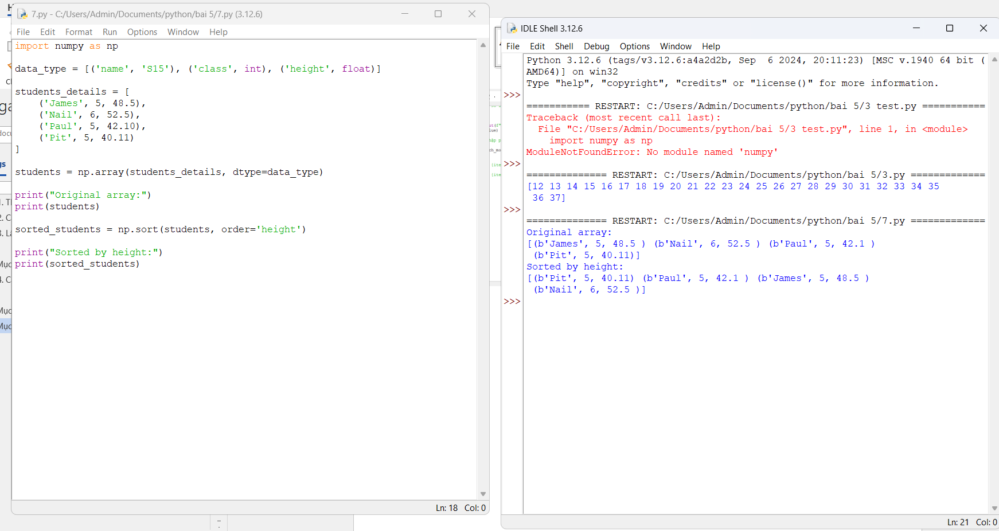 7.py - C:/Users/Admin/Documents/python/bai 5/7.py (3.12.6)
File Edit Format Run Options Window Help
import numpy as np
data_type = [('name', 'S15'), ('class', int), ('height', float)]
students_details = [
    ('James', 5, 48.5),
    ('Nail', 6, 52.5),
    ('Paul', 5, 42.10),
    ('Pit', 5, 40.11)
]
students = np.array(students_details, dtype=data_type)
print("Original array:")
print(students)
sorted_students = np.sort(students, order='height')
print("Sorted by height:")
print(sorted_students)
Ln: 18 Col: 0
IDLE Shell 3.12.6
File Edit Shell Debug Options Window Help
Python 3.12.6 (tags/v3.12.6:a4a2d2b, Sep  6 2024, 20:11:23) [MSC v.1940 64 bit (
AMD64)] on win32
Type "help", "copyright", "credits" or "license()" for more information.
>>>
=========== RESTART: C:/Users/Admin/Documents/python/bai 5/3 test.py ===========
Traceback (most recent call last):
  File "C:/Users/Admin/Documents/python/bai 5/3 test.py", line 1, in <module>
    import numpy as np
ModuleNotFoundError: No module named 'numpy'
>>>
============== RESTART: C:/Users/Admin/Documents/python/bai 5/3.py =============
[12 13 14 15 16 17 18 19 20 21 22 23 24 25 26 27 28 29 30 31 32 33 34 35
 36 37]
>>>
============== RESTART: C:/Users/Admin/Documents/python/bai 5/7.py =============
Original array:
[(b'James', 5, 48.5 ) (b'Nail', 6, 52.5 ) (b'Paul', 5, 42.1 )
 (b'Pit', 5, 40.11)]
Sorted by height:
[(b'Pit', 5, 40.11) (b'Paul', 5, 42.1 ) (b'James', 5, 48.5 )
 (b'Nail', 6, 52.5 )]
>>>
Ln: 21 Col: 0